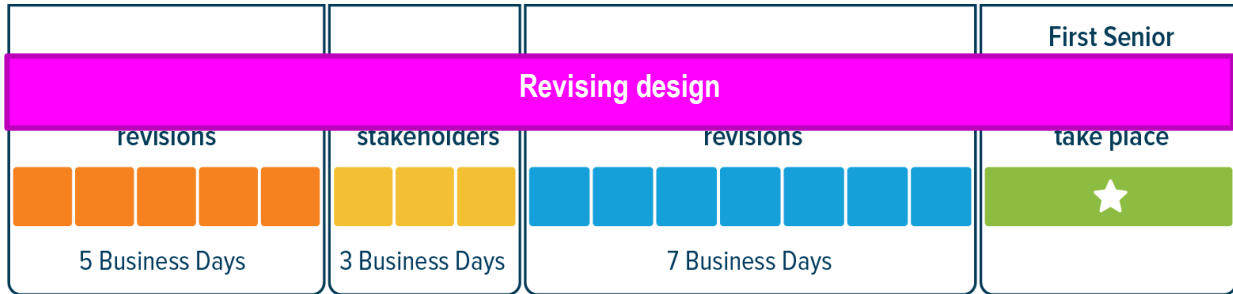 First Senior
Revising design
revisions
stakeholders
revisions
take place
5 Business Days
3 Business Days
7 Business Days